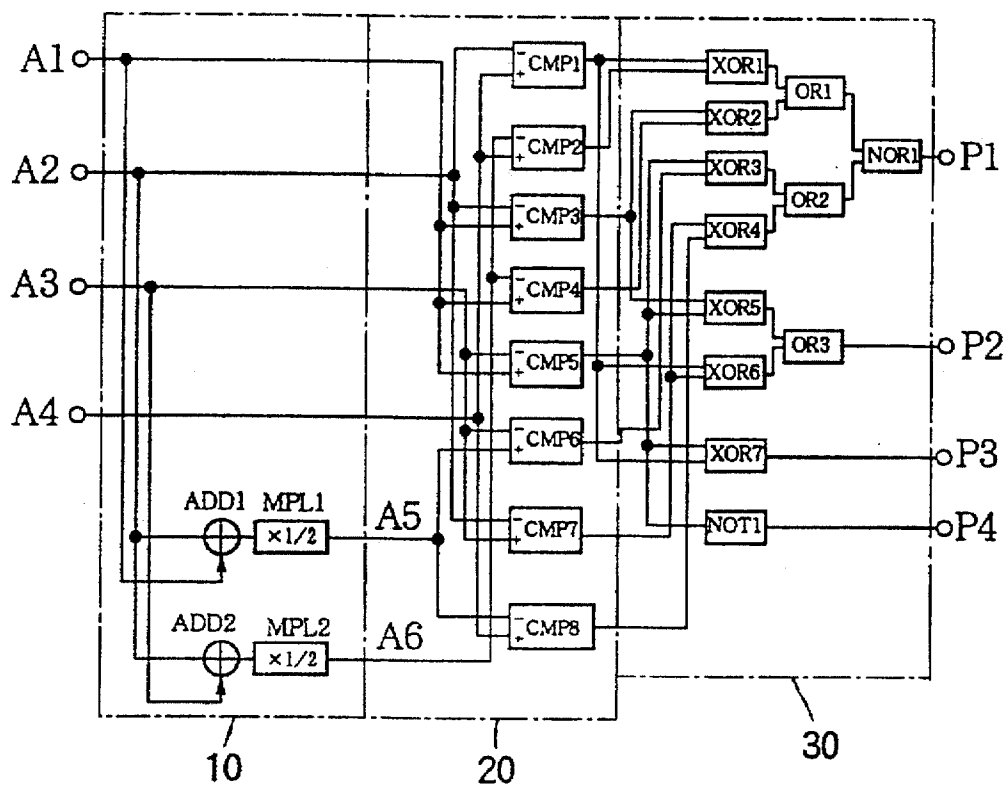 A1
A2
A3
A4
ADD1
MPL1
×1/2
A5
ADD2
MPL2
×1/2
A6
10
- + CMP1
- + CMP2
- + CMP3
- + CMP4
- + CMP5
- + CMP6
- + CMP7
- + CMP8
20
XOR1
XOR2
XOR3
XOR4
XOR5
XOR6
XOR7
NOT1
OR1
OR2
OR3
NOR1
P1
P2
P3
P4
30